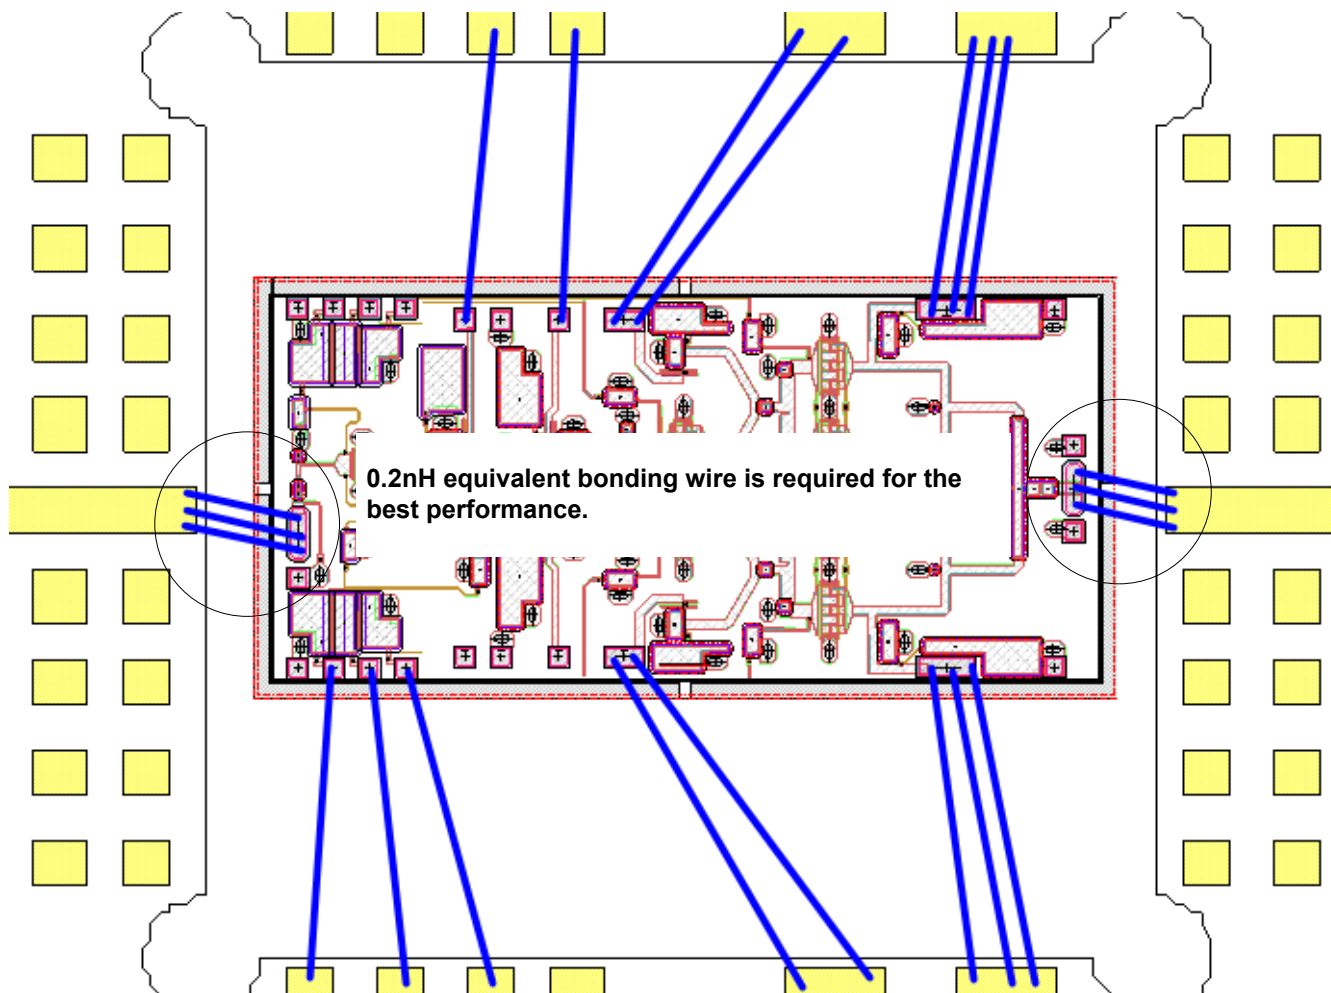 0.2nH equivalent bonding wire is required for the
best performance.